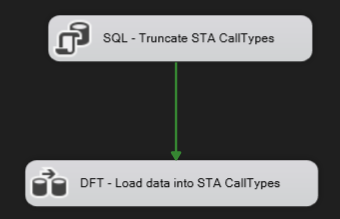 SQL - Truncate STA CallTypes
DFT - Load data into STA CallTypes